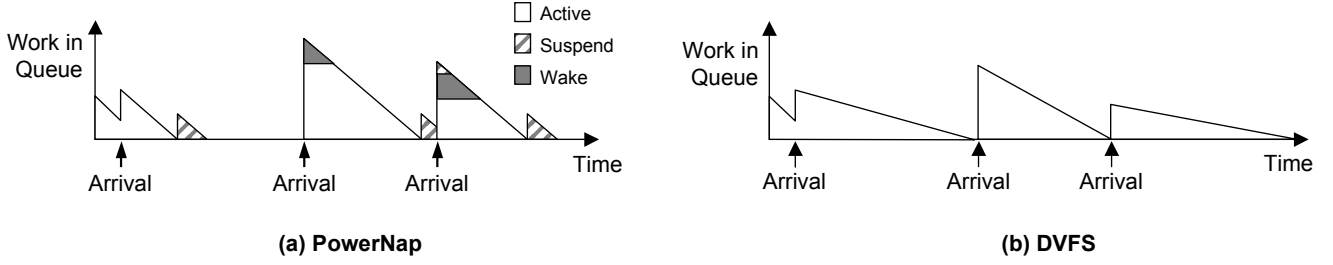 Work in
Queue
Active
Suspend
Wake
Time
Arrival
Arrival
Arrival
(a) PowerNap
Work in
Queue
Time
Arrival
Arrival
Arrival
(b) DVFS